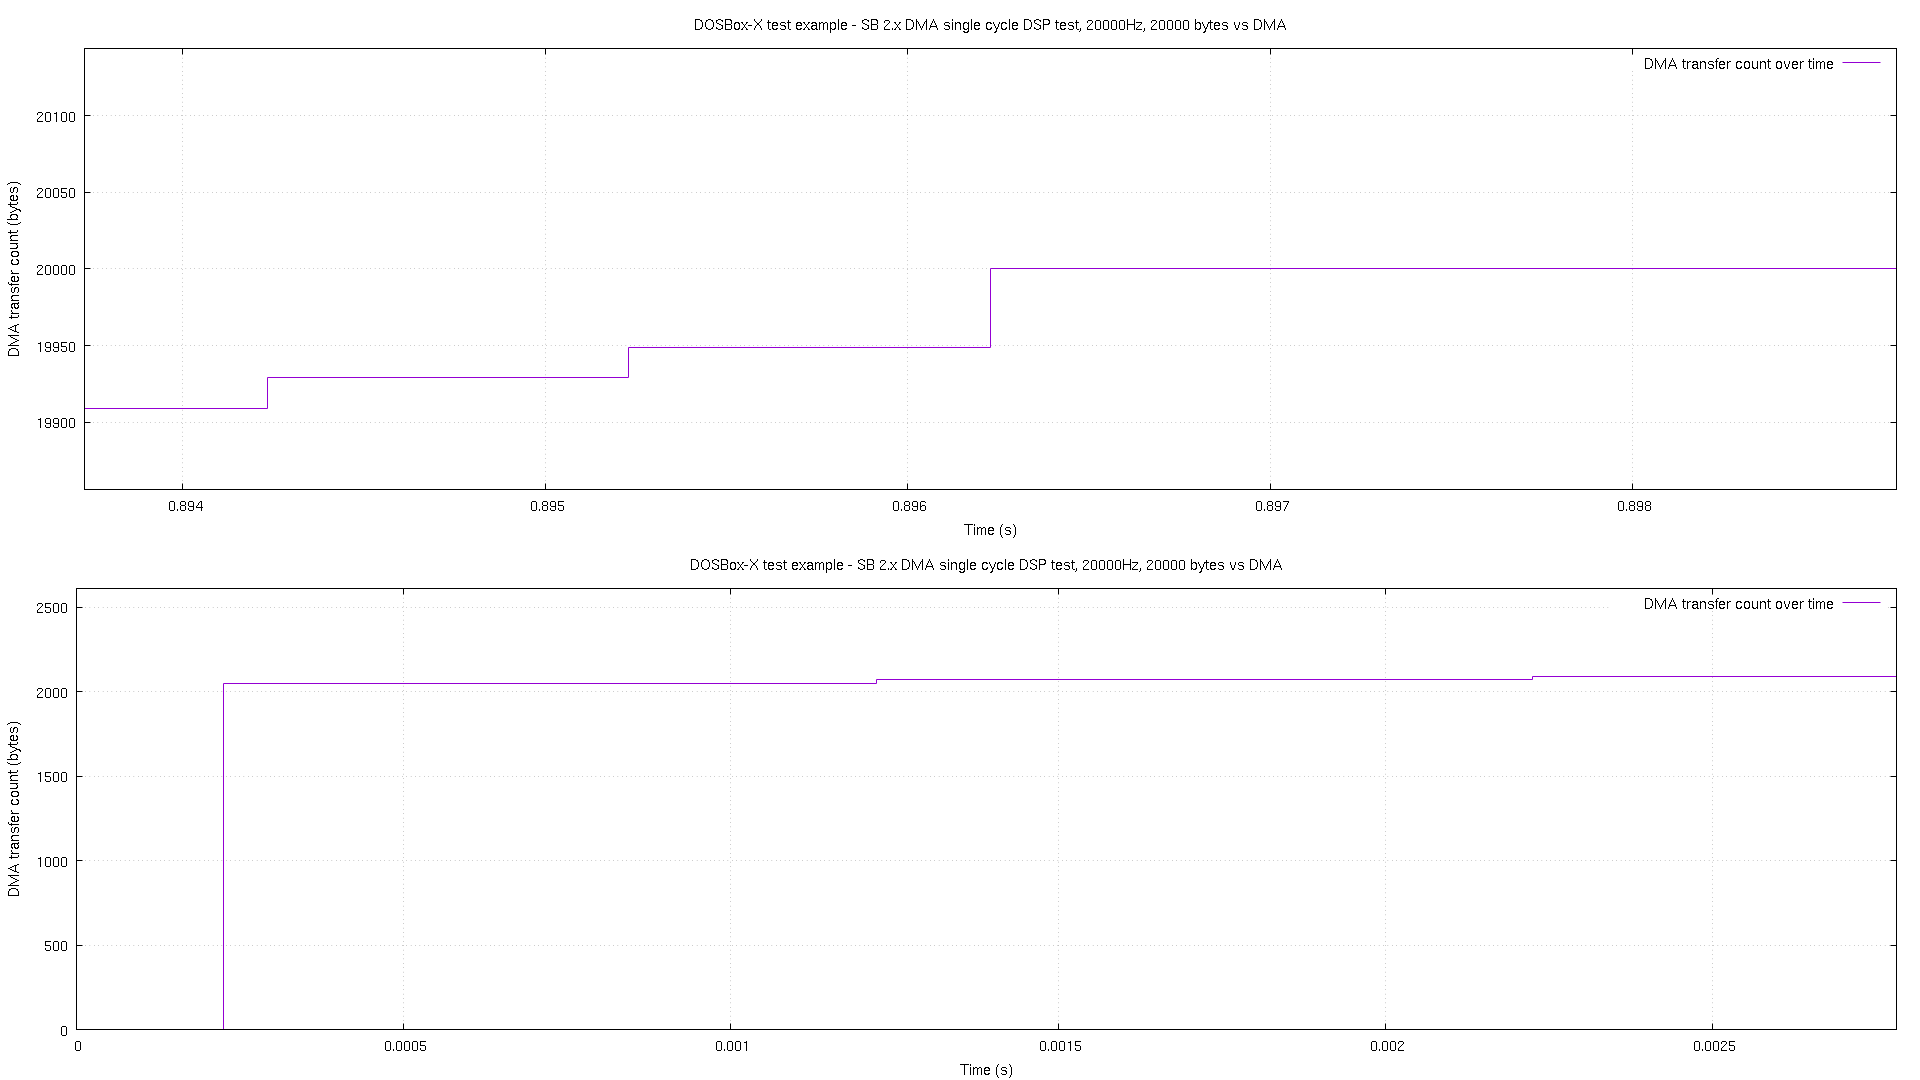 DOSBox-X test example - SB 2.x DMA single cycle DSP test, 20000Hz, 20000 bytes vs DMA
DMA transfer count over time
DMA transfer count (bytes)
20100
20050
20000
19950
19900
0.894 0.895 0.896 0.897 0.898
Time (s)
DOSBox-X test example - SB 2.x DMA single cycle DSP test, 20000Hz, 20000 bytes vs DMA
DMA transfer count over time
DMA transfer count (bytes)
2500
2000
1500
1000
500
0
0 0.0005 0.001 0.0015 0.002 0.0025
Time (s)